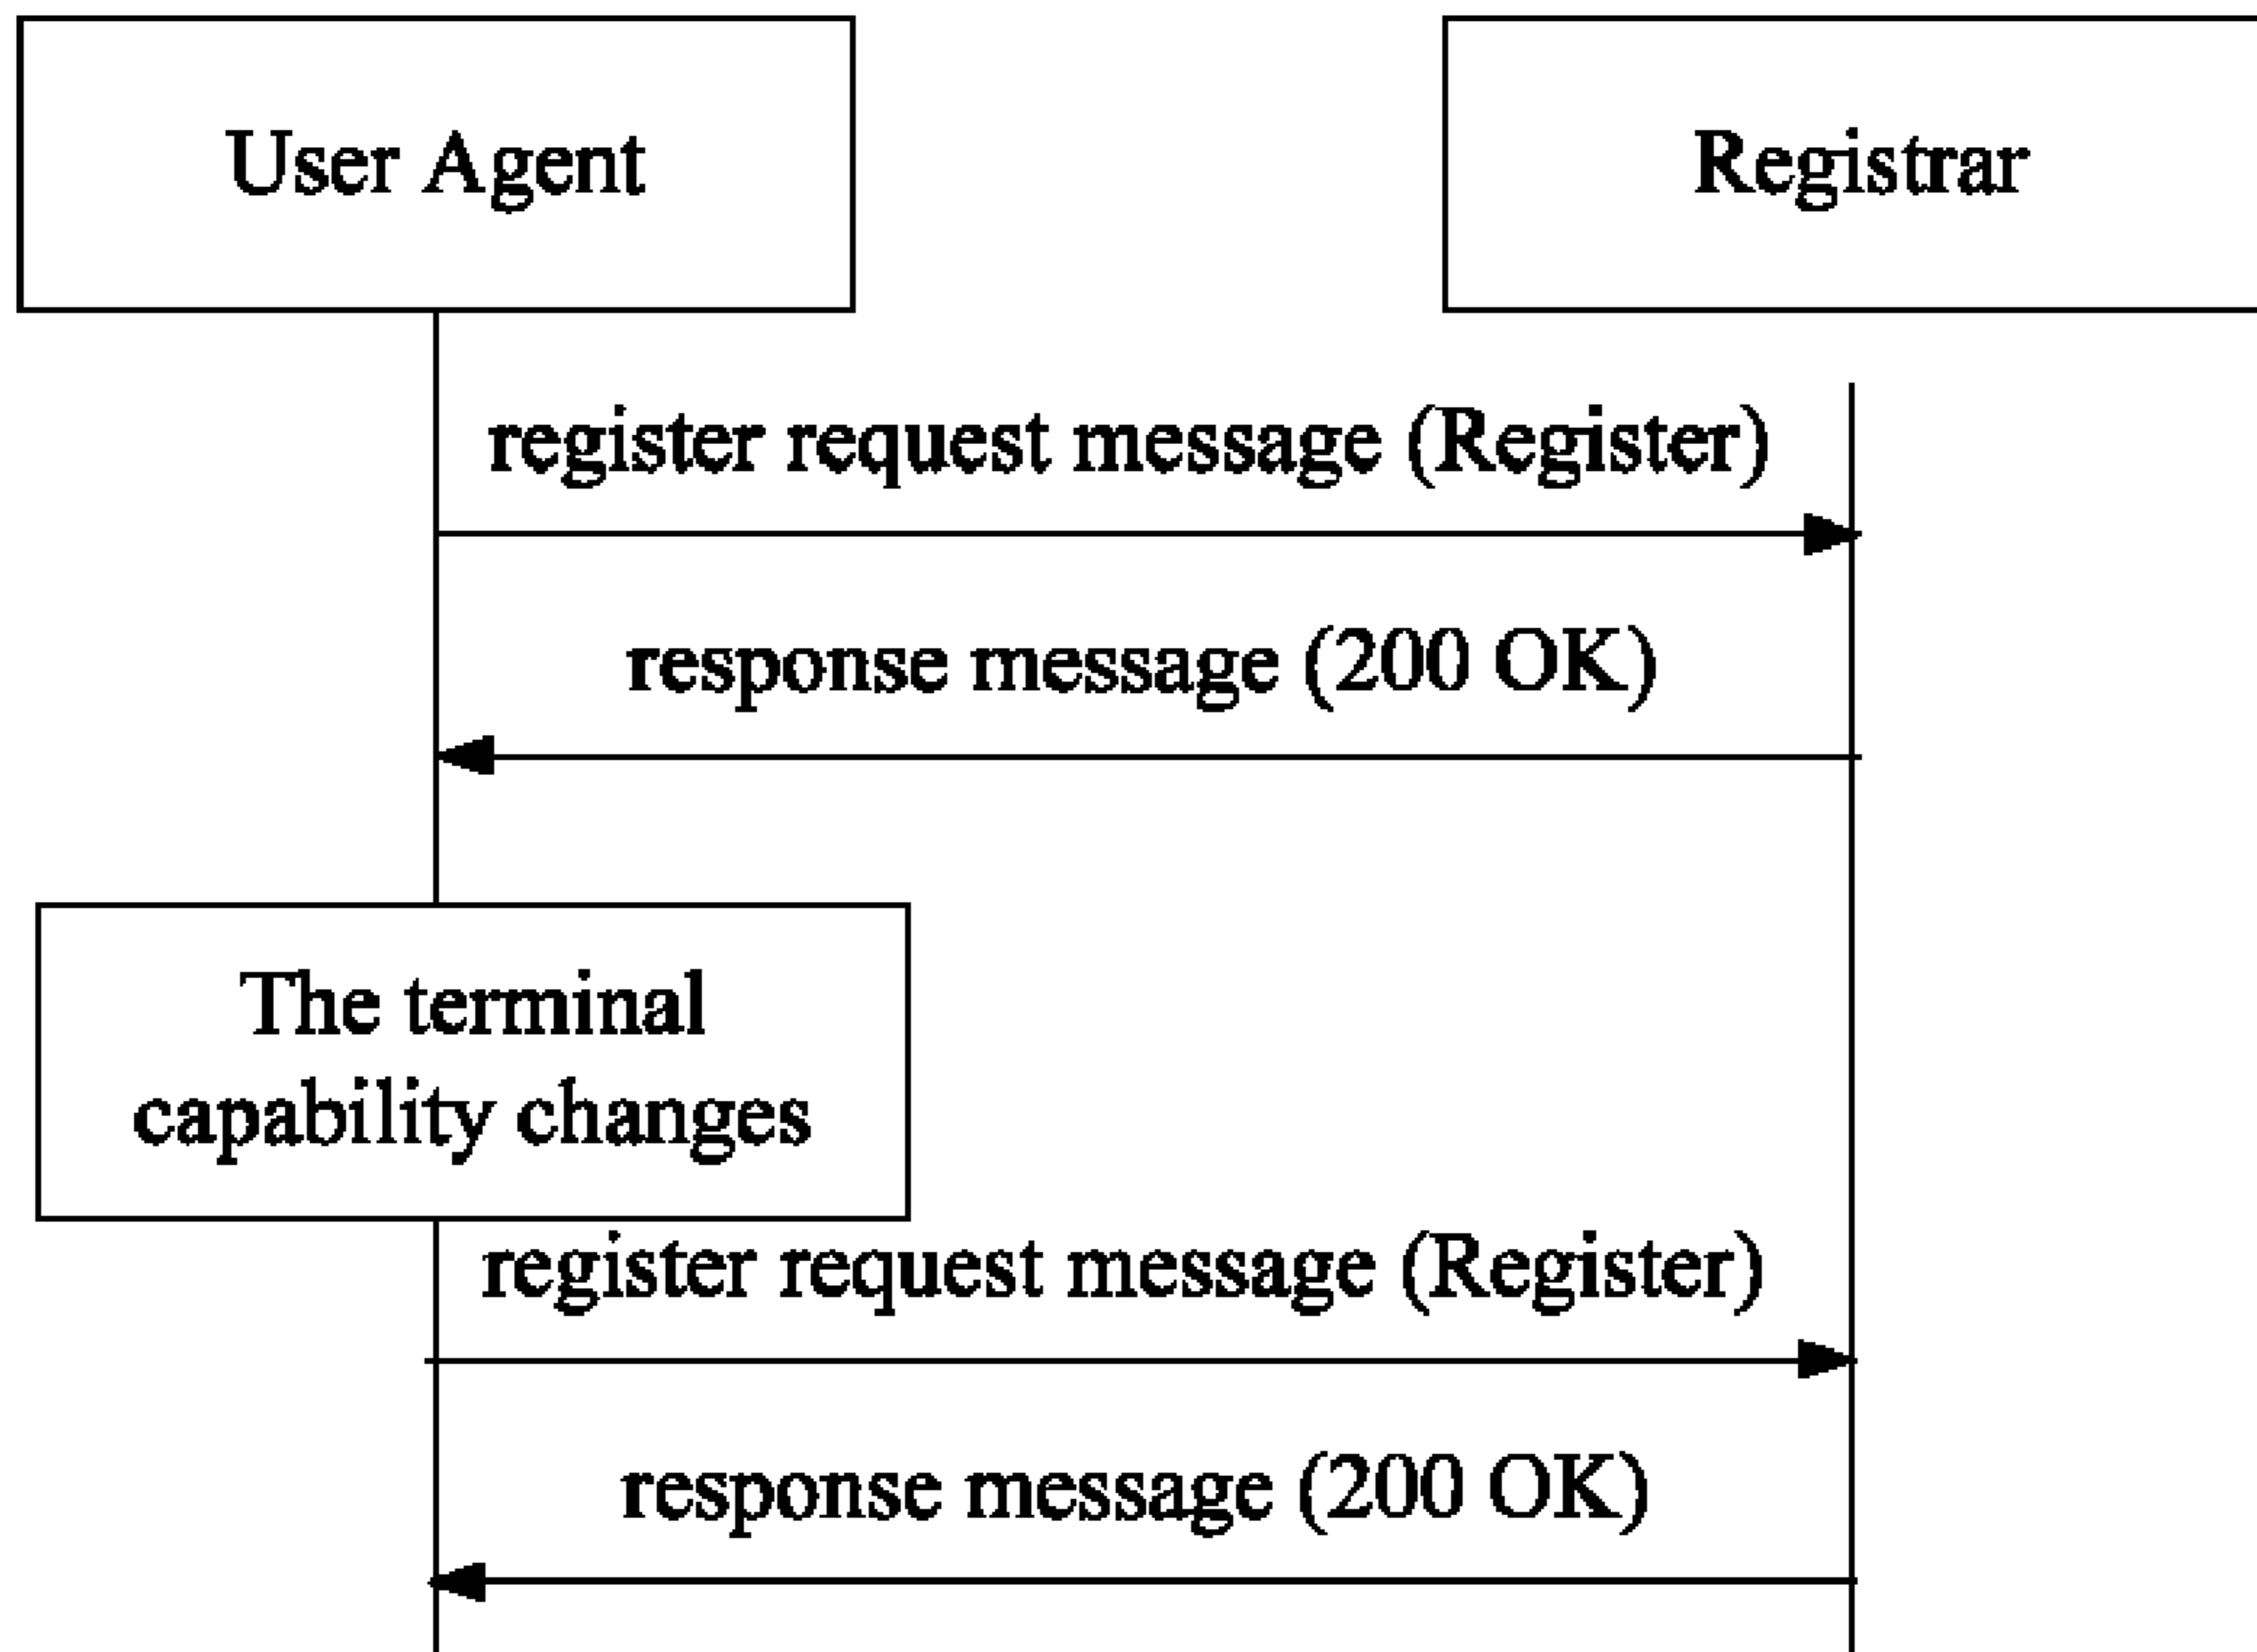 User Agent
Registrar
register request message (Register)
response message (200 OK)
The terminal
capability changes
register request message (Register)
response message (200 OK)